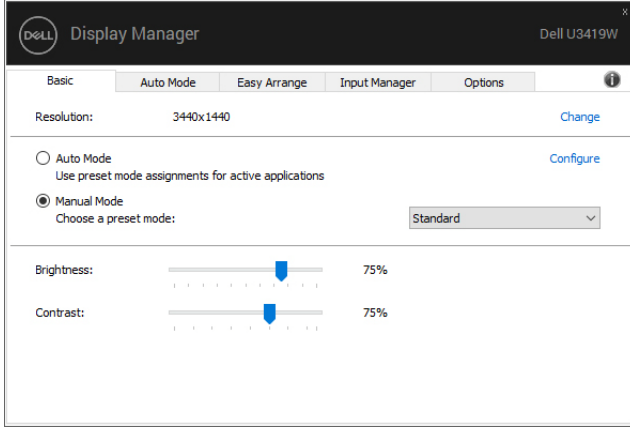 x
DELL Display Manager Dell U3419W
Basic Auto Mode Easy Arrange Input Manager Options i
Resolution: 3440x1440 Change
Auto Mode Configure
Use preset mode assignments for active applications
Manual Mode
Choose a preset mode: Standard
Brightness: 75%
Contrast: 75%